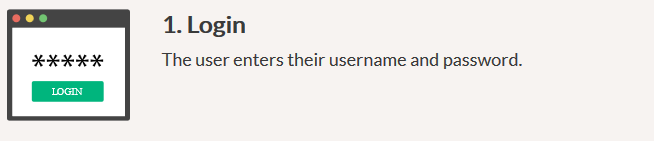 1. Login
The user enters their username and password.
*****
LOGIN